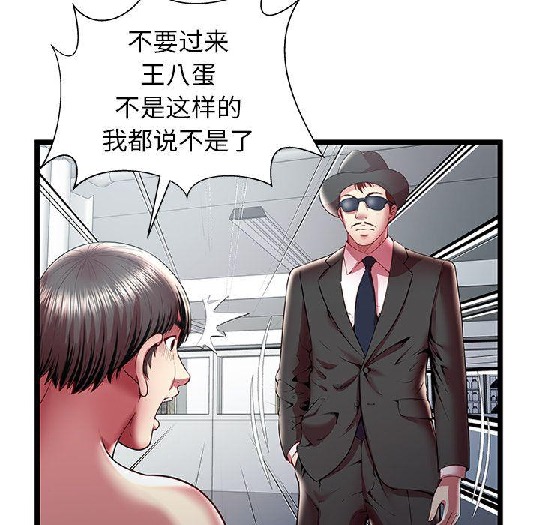 不要过来
王八蛋
不是这样的
我都说不是了